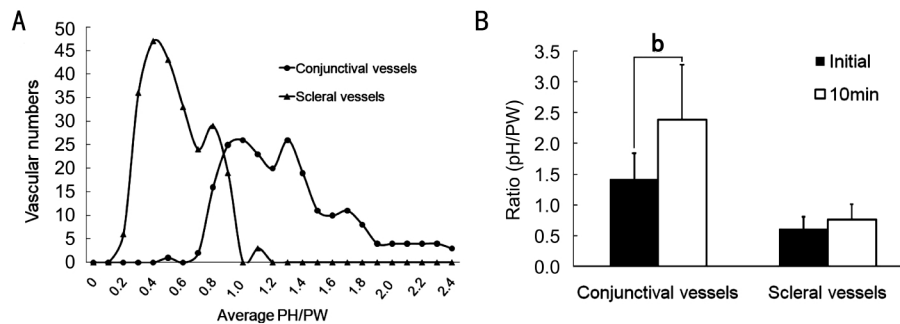 A
50
45
40
35
30
25
20
15
10
5
0
Vascular numbers
Conjunctival vessels
Scleral vessels
0
0.2
0.4
0.6
0.8
1.0
1.2
1.4
1.6
1.8
2.0
2.2
2.4
Average PH/PW
B
3.5
3.0
2.5
2.0
1.5
1.0
0.5
0.0
Ratio (pH/PW)
b
Initial
10min
Conjunctival vessels
Scleral vessels